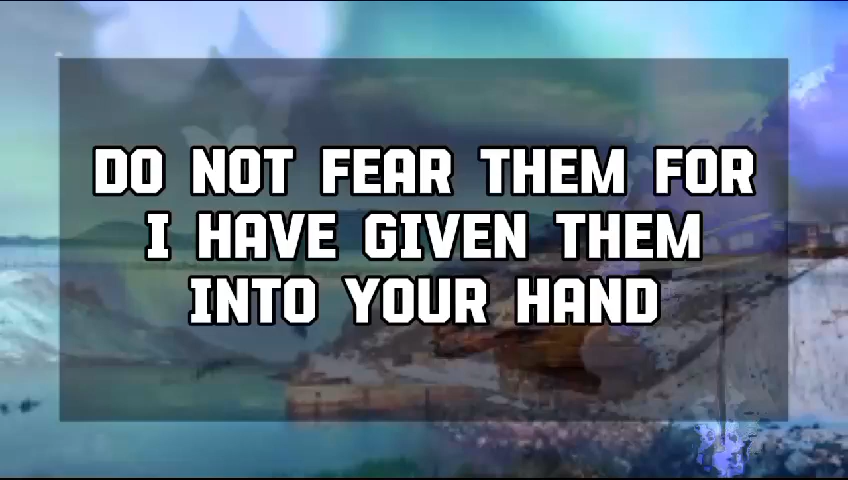 DO NOT FEAR THEM FOR
I HAVE GIVEN THEM
INTO YOUR HAND